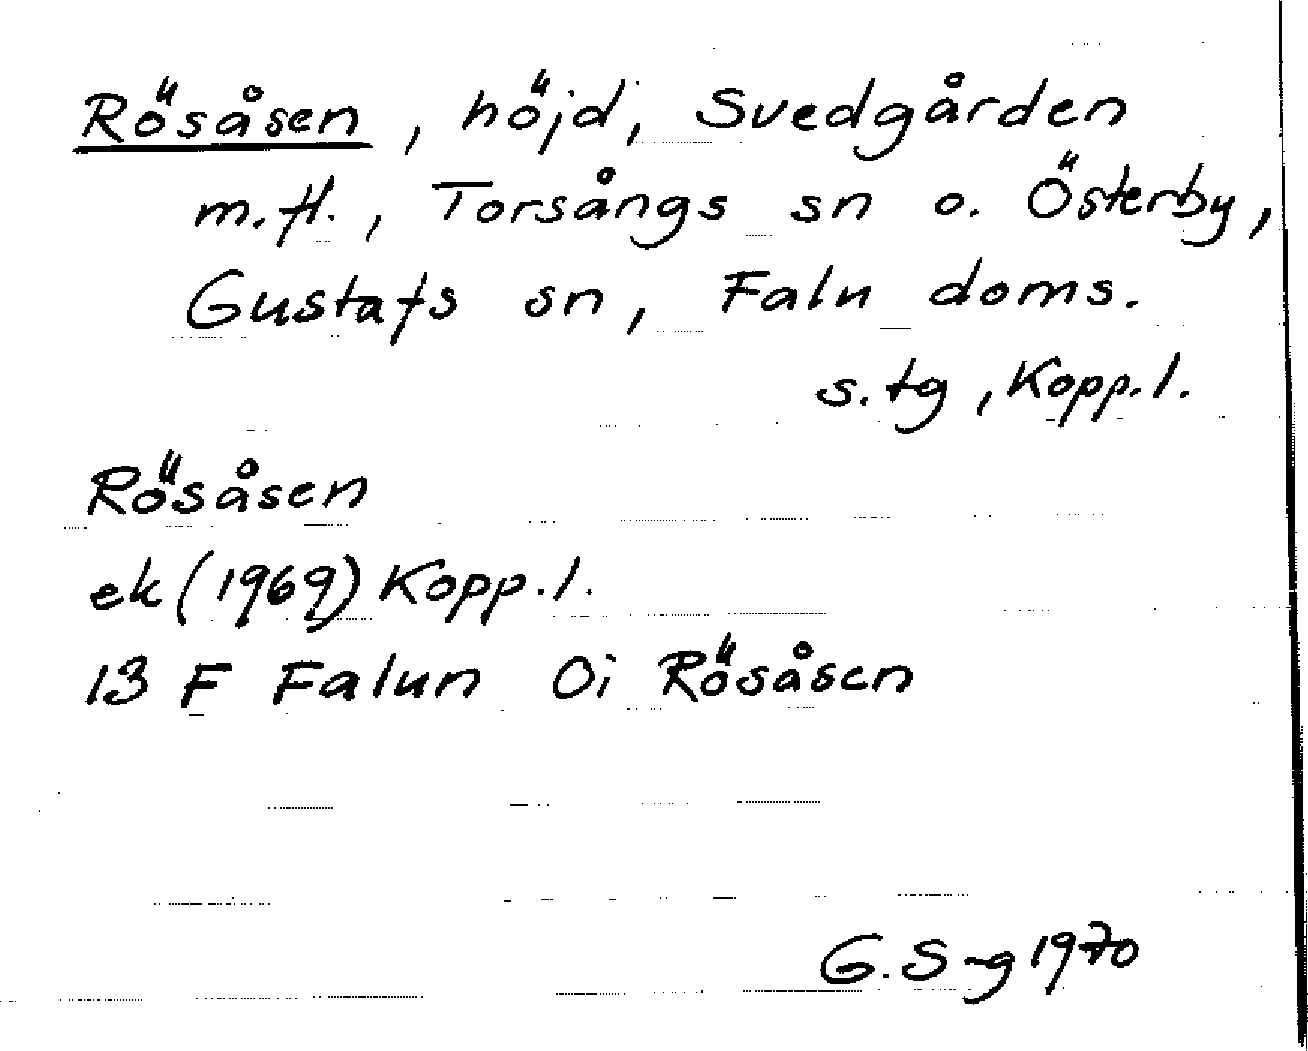 Rösåsen, höjd, Svedgården
m.fl., Torsångs sn o. Österby,
Gustafs sn, Falu doms.
s.tg, Kopp.l.
Rösåsen
ek (1969) Kopp.l.
13 F Falun 0i Rösåsen
G.S-g 1970